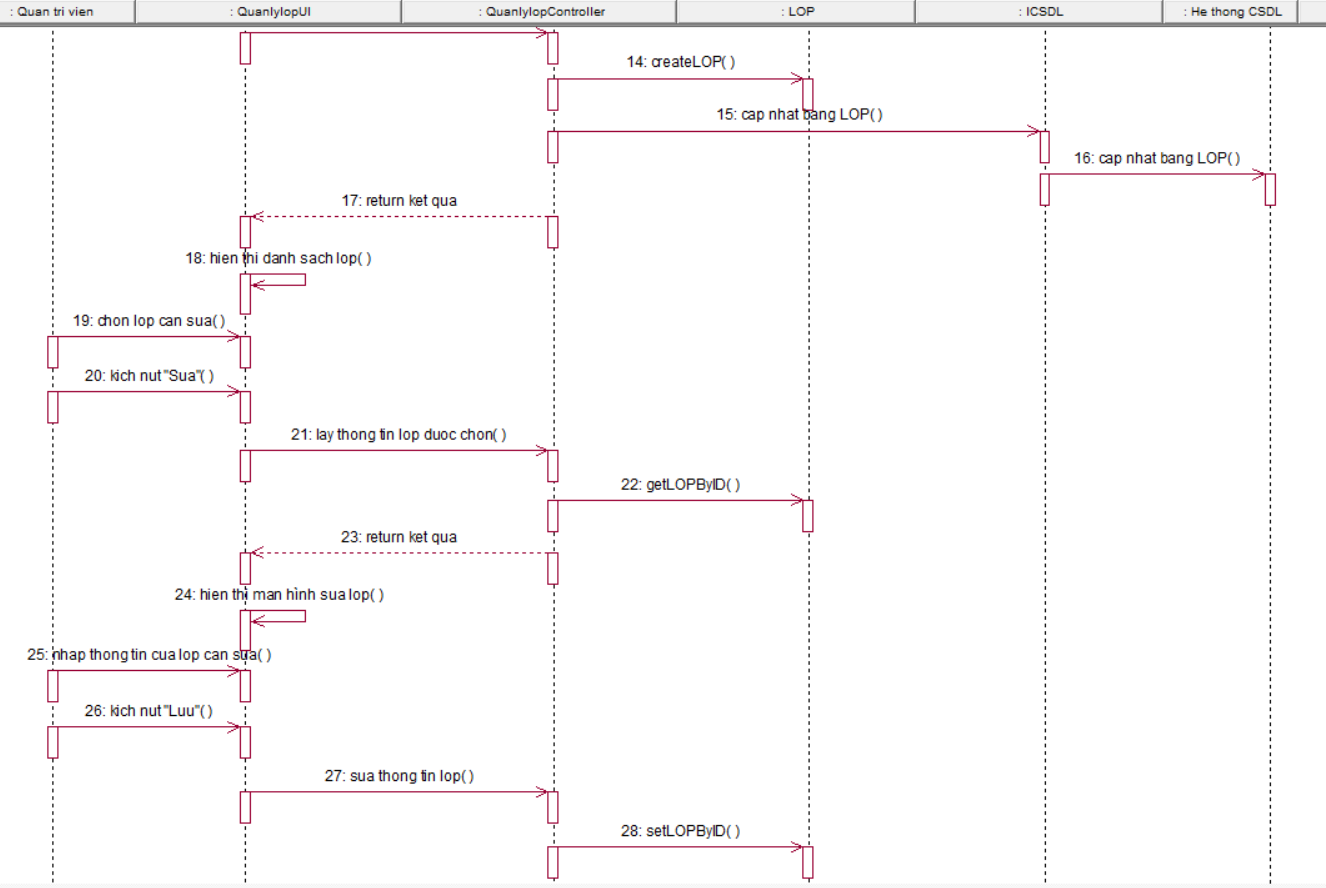 : Quan tri vien
: QuanlylopUI
: QuanlylopController
: LOP
: ICSDL
: He thong CSDL
14: createLOP( )
15: cap nhat bang LOP( )
16: cap nhat bang LOP( )
17: return ket qua
18: hien thi danh sach lop( )
19: chon lop can sua( )
20: kich nut "Sua"( )
21: lay thong tin lop duoc chon( )
22: getLOPByID( )
23: return ket qua
24: hien thi man hình sua lop( )
25: nhap thong tin cua lop can sua( )
26: kich nut "Luu"( )
27: sua thong tin lop( )
28: setLOPByID( )